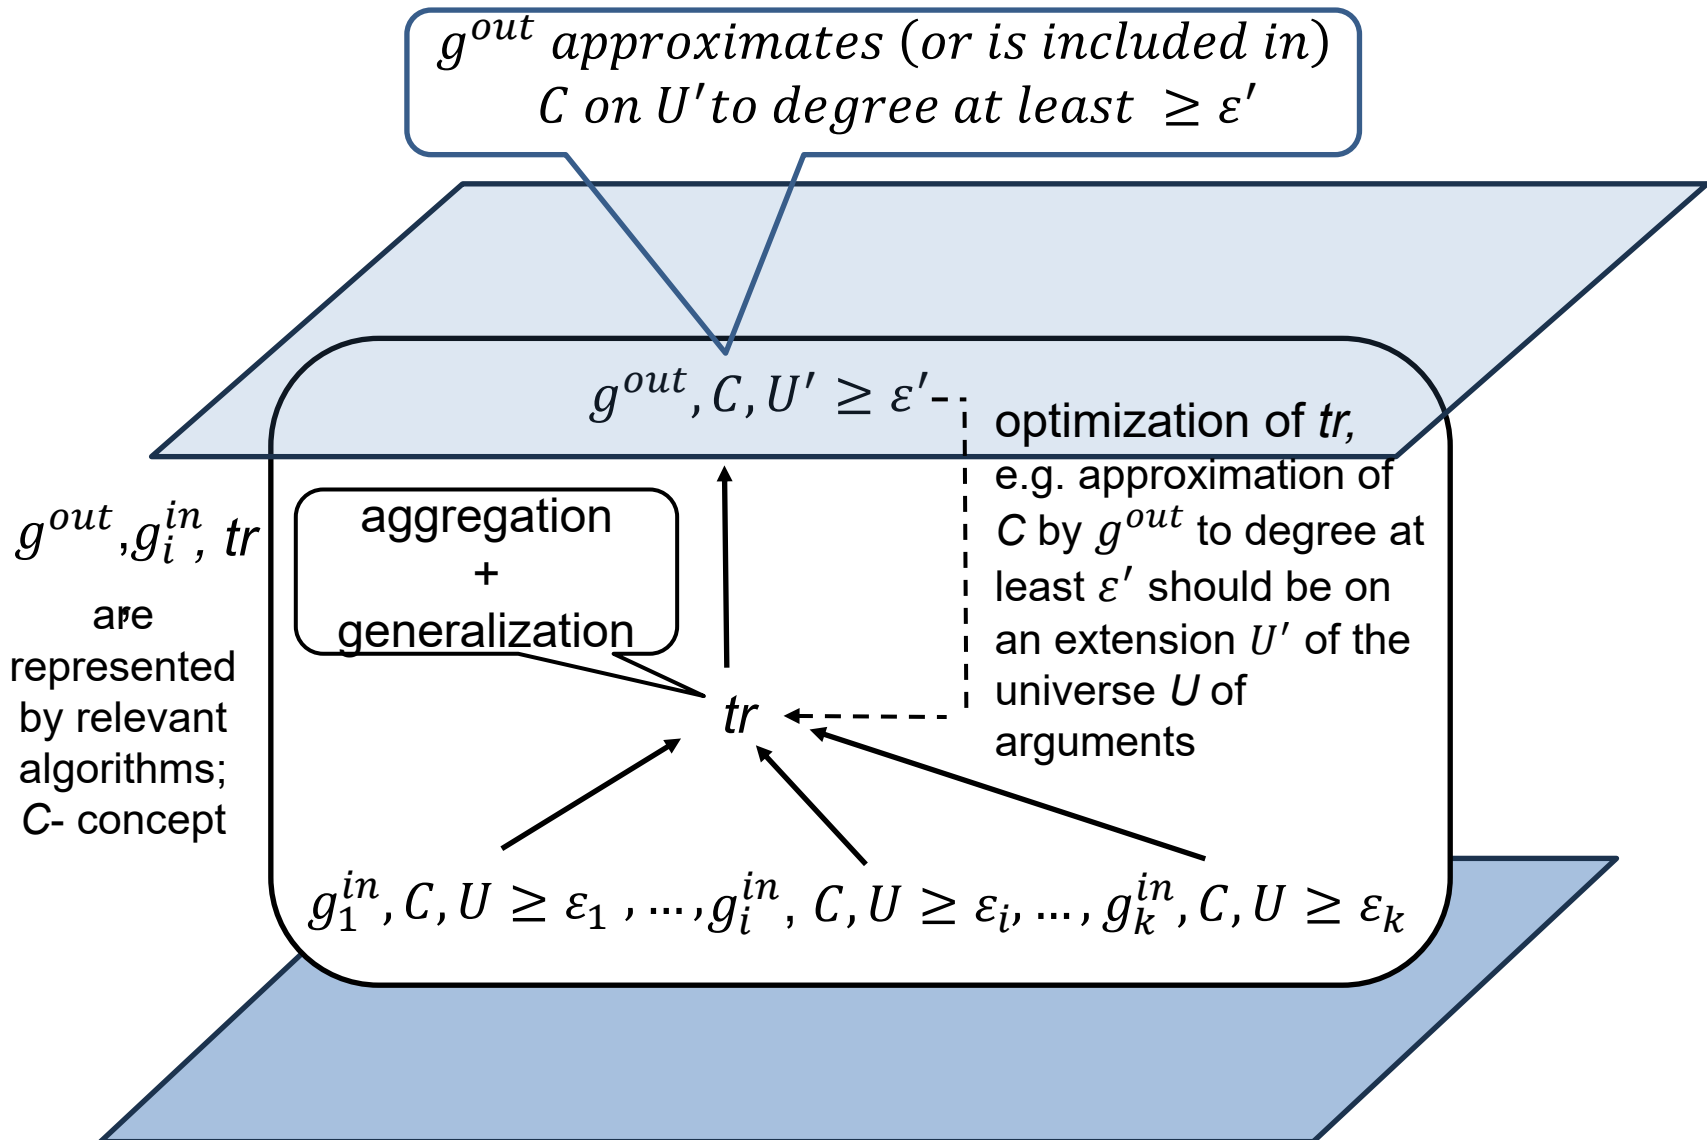 g^out approximates (or is included in)
C on U′to degree at least ≥ ε′
g^out, C, U′ ≥ ε′
optimization of tr,
e.g. approximation of
C by g^out to degree at
least ε′ should be on
an extension U′ of the
universe U of
arguments
aggregation
+
generalization
g^out, g_i^in, tr
are
represented
by relevant
algorithms;
C- concept
tr
g_1^in, C, U ≥ ε_1 , …, g_i^in, C, U ≥ ε_i, …, g_k^in, C, U ≥ ε_k